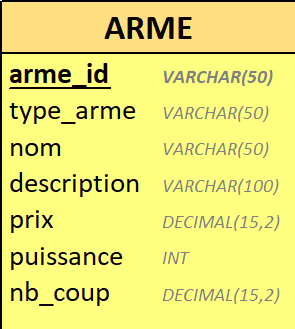 ARME
arme_id VARCHAR(50)
type_arme VARCHAR(50)
nom VARCHAR(50)
description VARCHAR(100)
prix DECIMAL(15,2)
puissance INT
nb_coup DECIMAL(15,2)